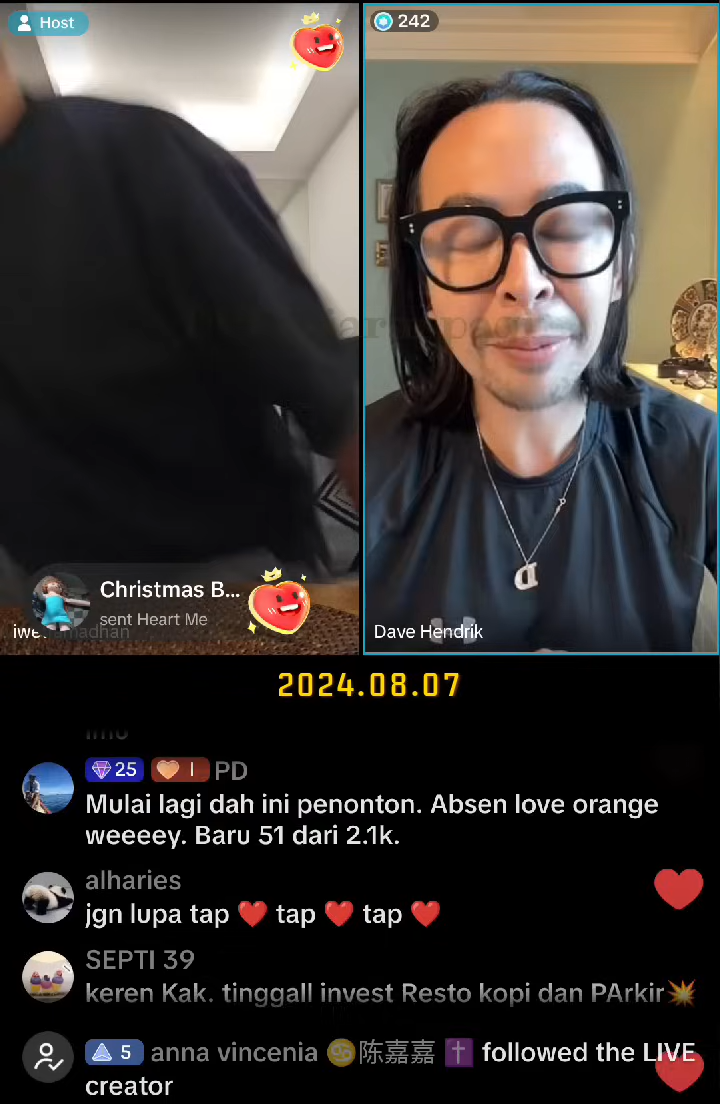 Host
242
Christmas B...
sent Heart Me
Dave Hendrik
2024.08.07
25 I PD
Mulai lagi dah ini penonton. Absen love orange
weeeey. Baru 51 dari 2.1k.
alharies
jgn lupa tap ❤️ tap ❤️ tap ❤️
SEPTI 39
keren Kak. tinggall invest Resto kopi dan PArkir💥
5 anna vincenia ♋陈嘉嘉 ✝️ followed the LIVE
creator